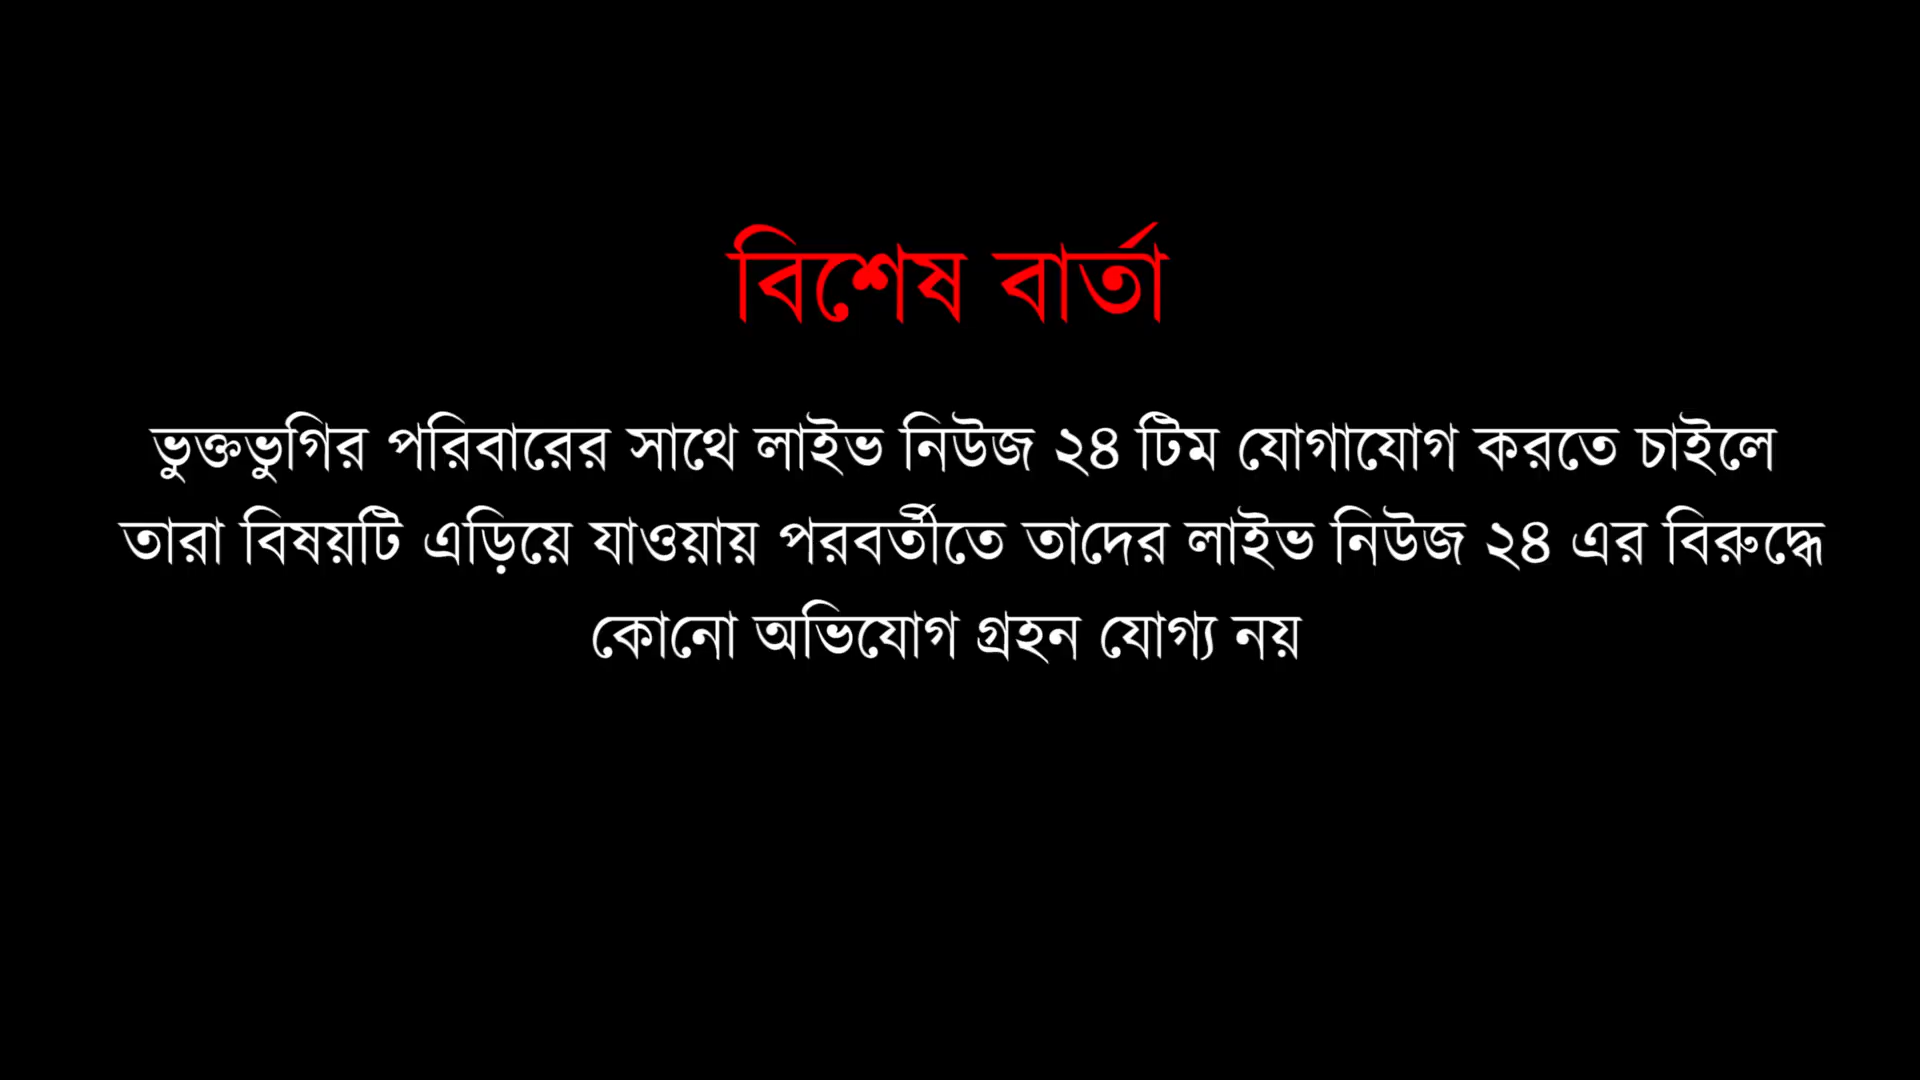 বিশেষ বার্তা
ভুক্তভুগির পরিবারের সাথে লাইভ নিউজ ২৪ টিম যোগাযোগ করতে চাইলে
তারা বিষয়টি এড়িয়ে যাওয়ায় পরবর্তীতে তাদের লাইভ নিউজ ২৪ এর বিরুদ্ধে
কোনো অভিযোগ গ্রহন যোগ্য নয়